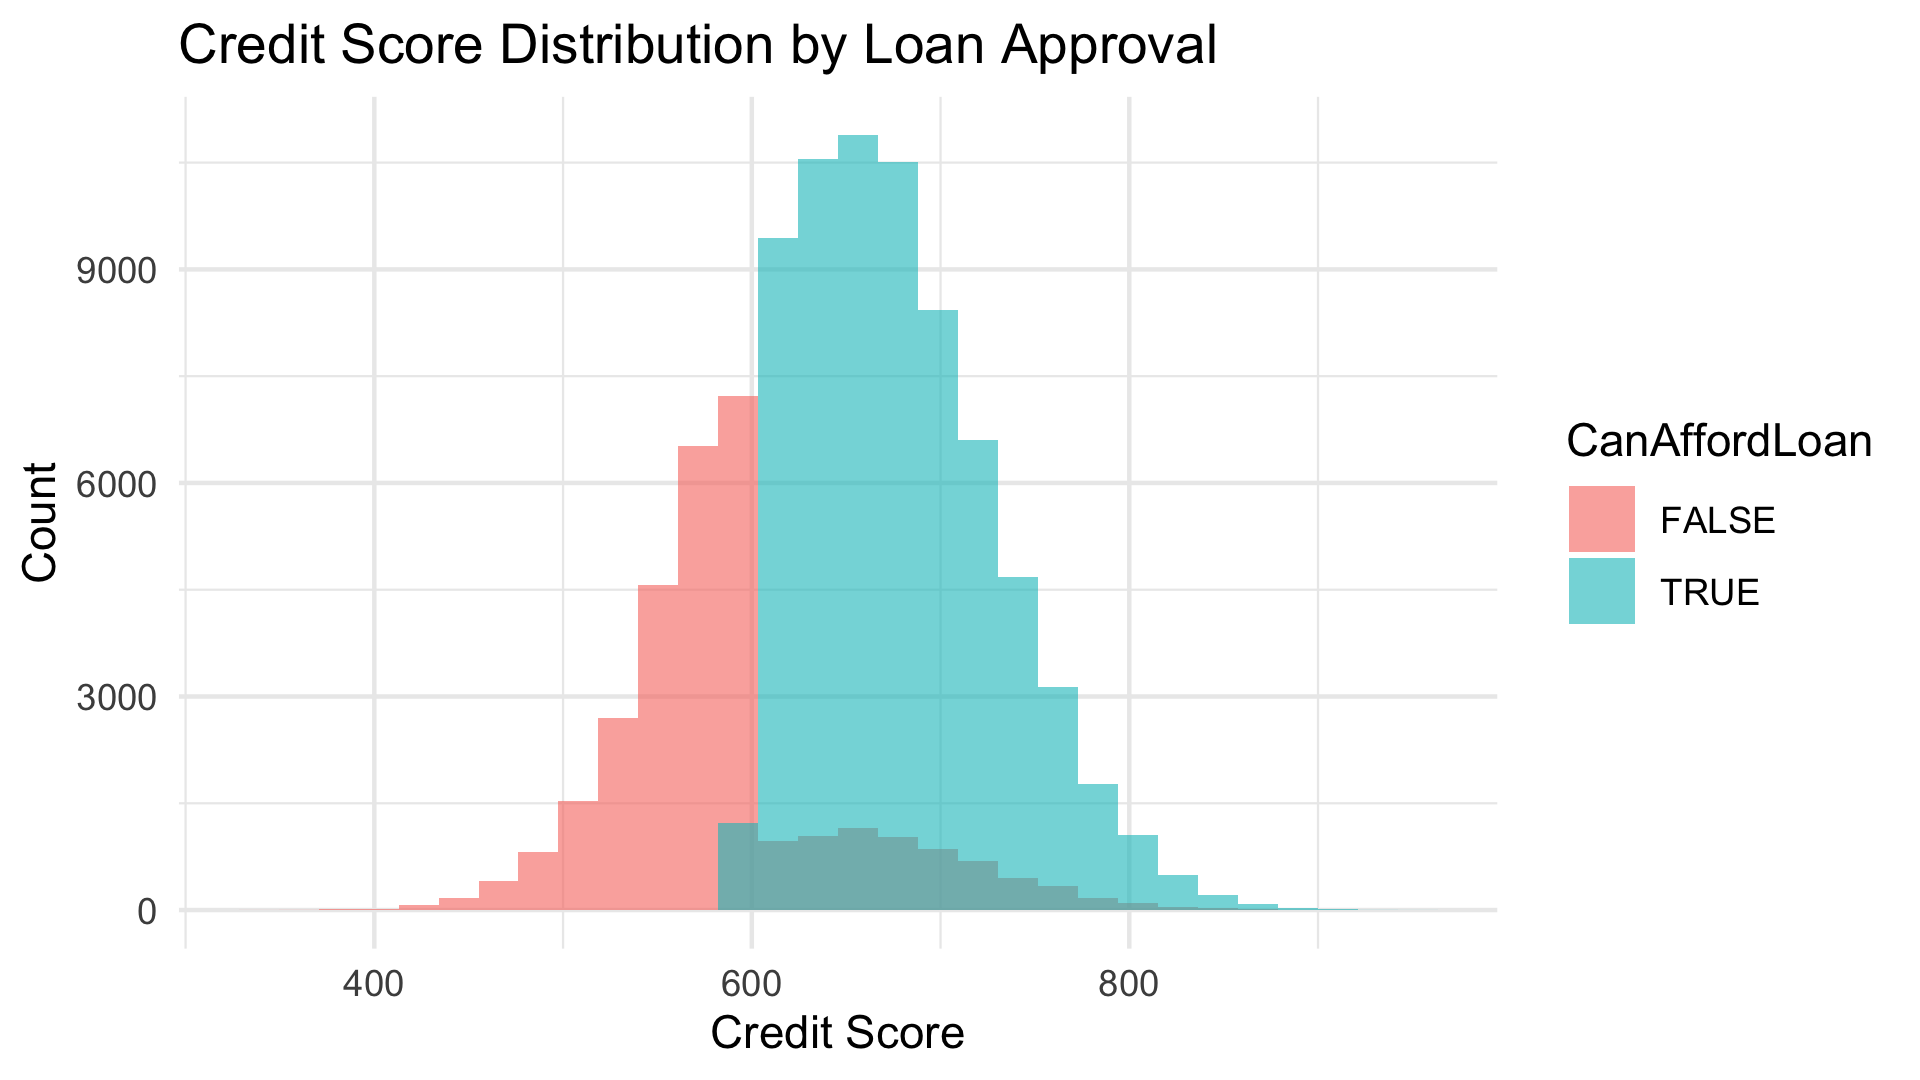 Credit Score Distribution by Loan Approval
Count
9000
6000
3000
0
400 600 800
Credit Score
CanAffordLoan
FALSE
TRUE